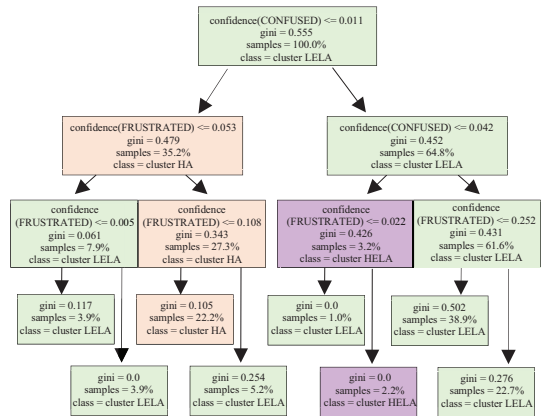 confidence(CONFUSED) <= 0.011
gini = 0.555
samples = 100.0%
class = cluster LELA
confidence(FRUSTRATED) <= 0.053
gini = 0.479
samples = 35.2%
class = cluster HA
confidence(CONFUSED) <= 0.042
gini = 0.452
samples = 64.8%
class = cluster LELA
confidence
(FRUSTRATED) <= 0.005
gini = 0.061
samples = 7.9%
class = cluster LELA
confidence
(FRUSTRATED) <= 0.108
gini = 0.343
samples = 27.3%
class = cluster HA
confidence
(FRUSTRATED) <= 0.022
gini = 0.426
samples = 3.2%
class = cluster HELA
confidence
(FRUSTRATED) <= 0.252
gini = 0.431
samples = 61.6%
class = cluster LELA
gini = 0.117
samples = 3.9%
class = cluster LELA
gini = 0.105
samples = 22.2%
class = cluster HA
gini = 0.0
samples = 1.0%
class = cluster LELA
gini = 0.502
samples = 38.9%
class = cluster LELA
gini = 0.0
samples = 3.9%
class = cluster LELA
gini = 0.254
samples = 5.2%
class = cluster LELA
gini = 0.0
samples = 2.2%
class = cluster HELA
gini = 0.276
samples = 22.7%
class = cluster LELA